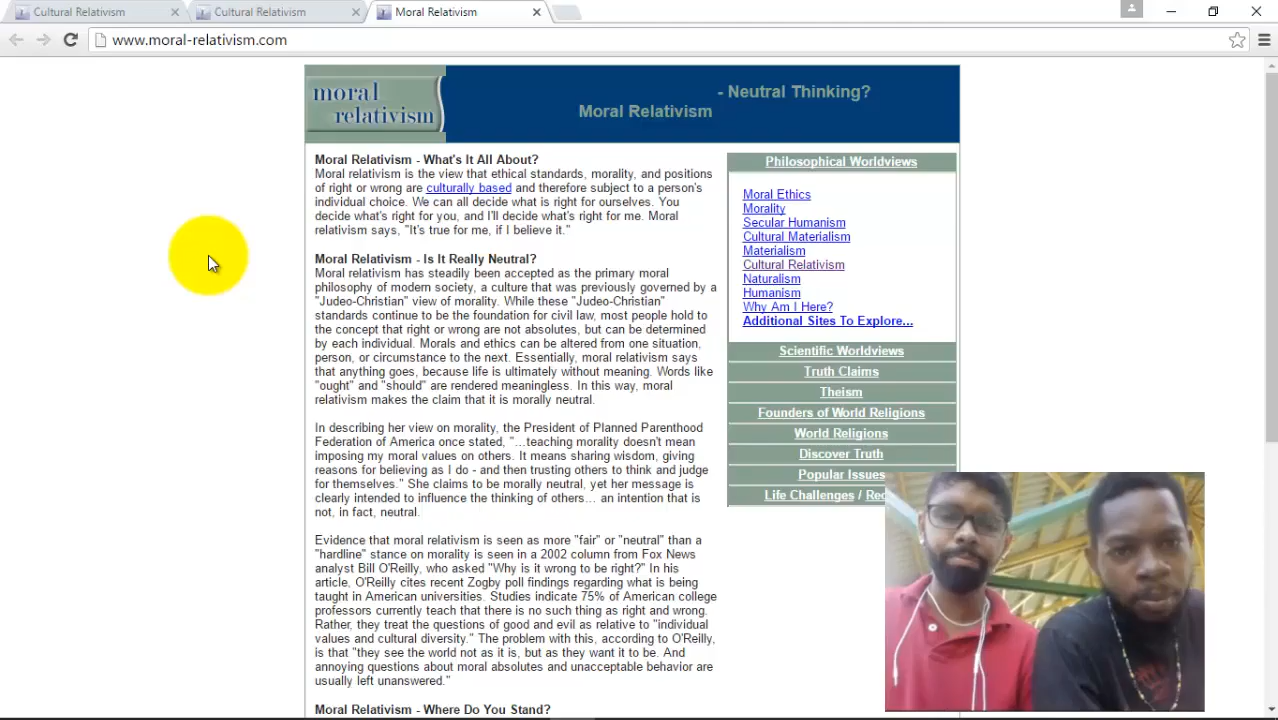 Cultural Relativism
Cultural Relativism
Moral Relativism
www.moral-relativism.com
moral
relativism
- Neutral Thinking?
Moral Relativism
Moral Relativism - What's It All About?
Moral relativism is the view that ethical standards, morality, and positions
of right or wrong are culturally based and therefore subject to a person's
individual choice. We can all decide what is right for ourselves. You
decide what's right for you, and I'll decide what's right for me. Moral
relativism says, "It's true for me, if I believe it."
Moral Relativism - Is It Really Neutral?
Moral relativism has steadily been accepted as the primary moral
philosophy of modern society, a culture that was previously governed by a
"Judeo-Christian" view of morality. While these "Judeo-Christian"
standards continue to be the foundation for civil law, most people hold to
the concept that right or wrong are not absolutes, but can be determined
by each individual. Morals and ethics can be altered from one situation,
person, or circumstance to the next. Essentially, moral relativism says
that anything goes, because life is ultimately without meaning. Words like
"ought" and "should" are rendered meaningless. In this way, moral
relativism makes the claim that it is morally neutral.
In describing her view on morality, the President of Planned Parenthood
Federation of America once stated, "…teaching morality doesn't mean
imposing my moral values on others. It means sharing wisdom, giving
reasons for believing as I do - and then trusting others to think and judge
for themselves." She claims to be morally neutral, yet her message is
clearly intended to influence the thinking of others… an intention that is
not, in fact, neutral.
Evidence that moral relativism is seen as more "fair" or "neutral" than a
"hardline" stance on morality is seen in a 2002 column from Fox News
analyst Bill O'Reilly, who asked "Why is it wrong to be right?" In his
article, O'Reilly cites recent Zogby poll findings regarding what is being
taught in American universities. Studies indicate 75% of American college
professors currently teach that there is no such thing as right and wrong.
Rather, they treat the questions of good and evil as relative to "individual
values and cultural diversity." The problem with this, according to O'Reilly,
is that "they see the world not as it is, but as they want it to be. And
annoying questions about moral absolutes and unacceptable behavior are
usually left unanswered."
Moral Relativism - Where Do You Stand?
Philosophical Worldviews
Moral Ethics
Morality
Secular Humanism
Cultural Materialism
Materialism
Cultural Relativism
Naturalism
Humanism
Why Am I Here?
Additional Sites To Explore...
Scientific Worldviews
Truth Claims
Theism
Founders of World Religions
World Religions
Discover Truth
Popular Issues
Life Challenges /